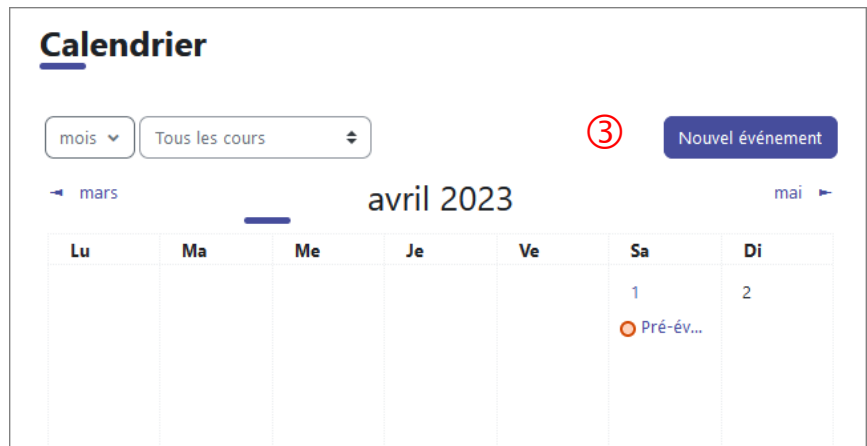 Calendrier
mois Tous les cours ③ Nouvel événement
mars avril 2023 mai
Lu Ma Me Je Ve Sa Di
1 2
Pré-év...